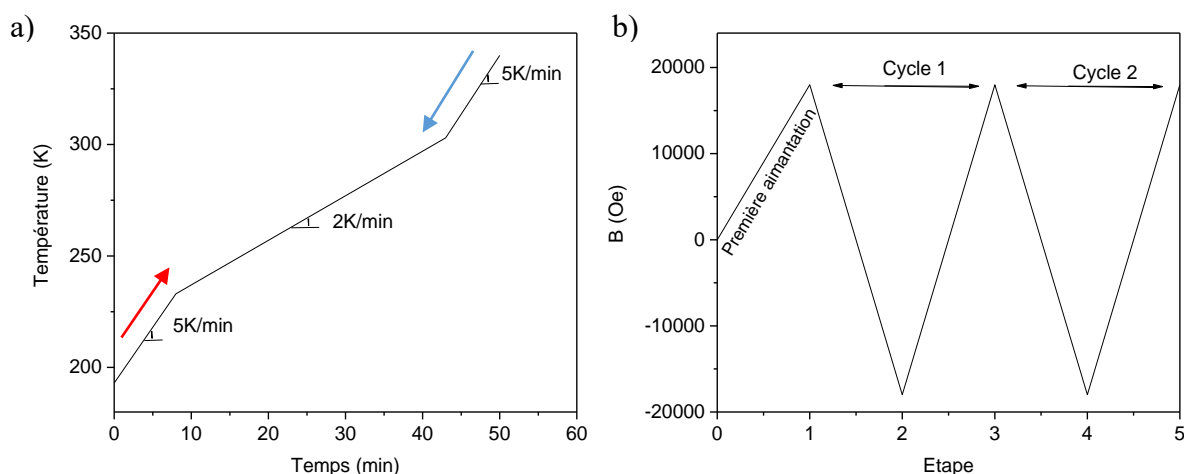 a)
350
300
250
200
Température (K)
5K/min
2K/min
5K/min
0
10
20
30
40
50
60
Temps (min)
b)
20000
10000
0
-10000
-20000
B (Oe)
Première aimantation
Cycle 1
Cycle 2
0
1
2
3
4
5
Etape